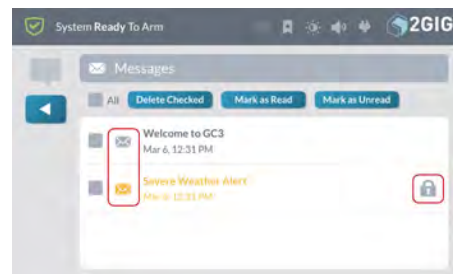 System Ready To Arm
2GIG
Messages
All Delete Checked Mark as Read Mark as Unread
Welcome to GC3
Mar 6, 12:31 PM
Severe Weather Alert
Mar 6, 12:31 PM